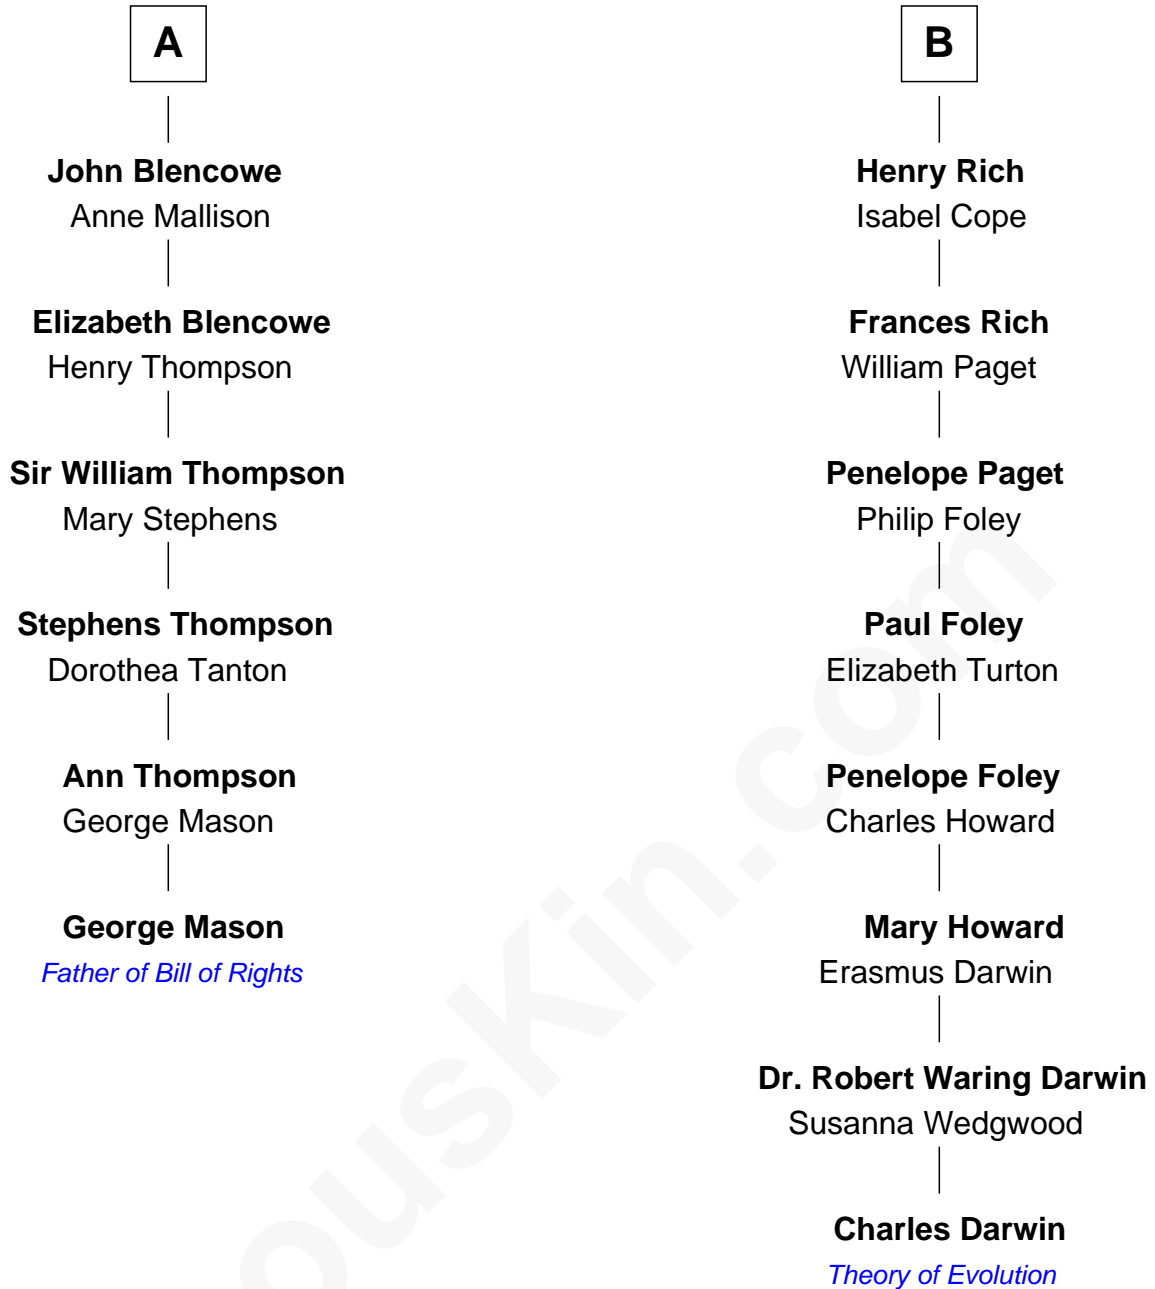 A
John Blencowe
Anne Mallison
Elizabeth Blencowe
Henry Thompson
Sir William Thompson
Mary Stephens
Stephens Thompson
Dorothea Tanton
Ann Thompson
George Mason
George Mason
Father of Bill of Rights
B
Henry Rich
Isabel Cope
Frances Rich
William Paget
Penelope Paget
Philip Foley
Paul Foley
Elizabeth Turton
Penelope Foley
Charles Howard
Mary Howard
Erasmus Darwin
Dr. Robert Waring Darwin
Susanna Wedgwood
Charles Darwin
Theory of Evolution
ousKin.com